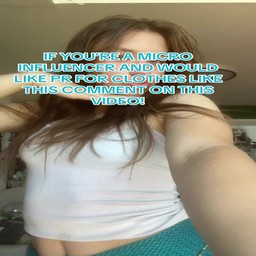 IF YOU'RE A MICRO
INFLUENCER AND WOULD
LIKE PR FOR CLOTHES LIKE
THIS COMMENT ON THIS
VIDEO!